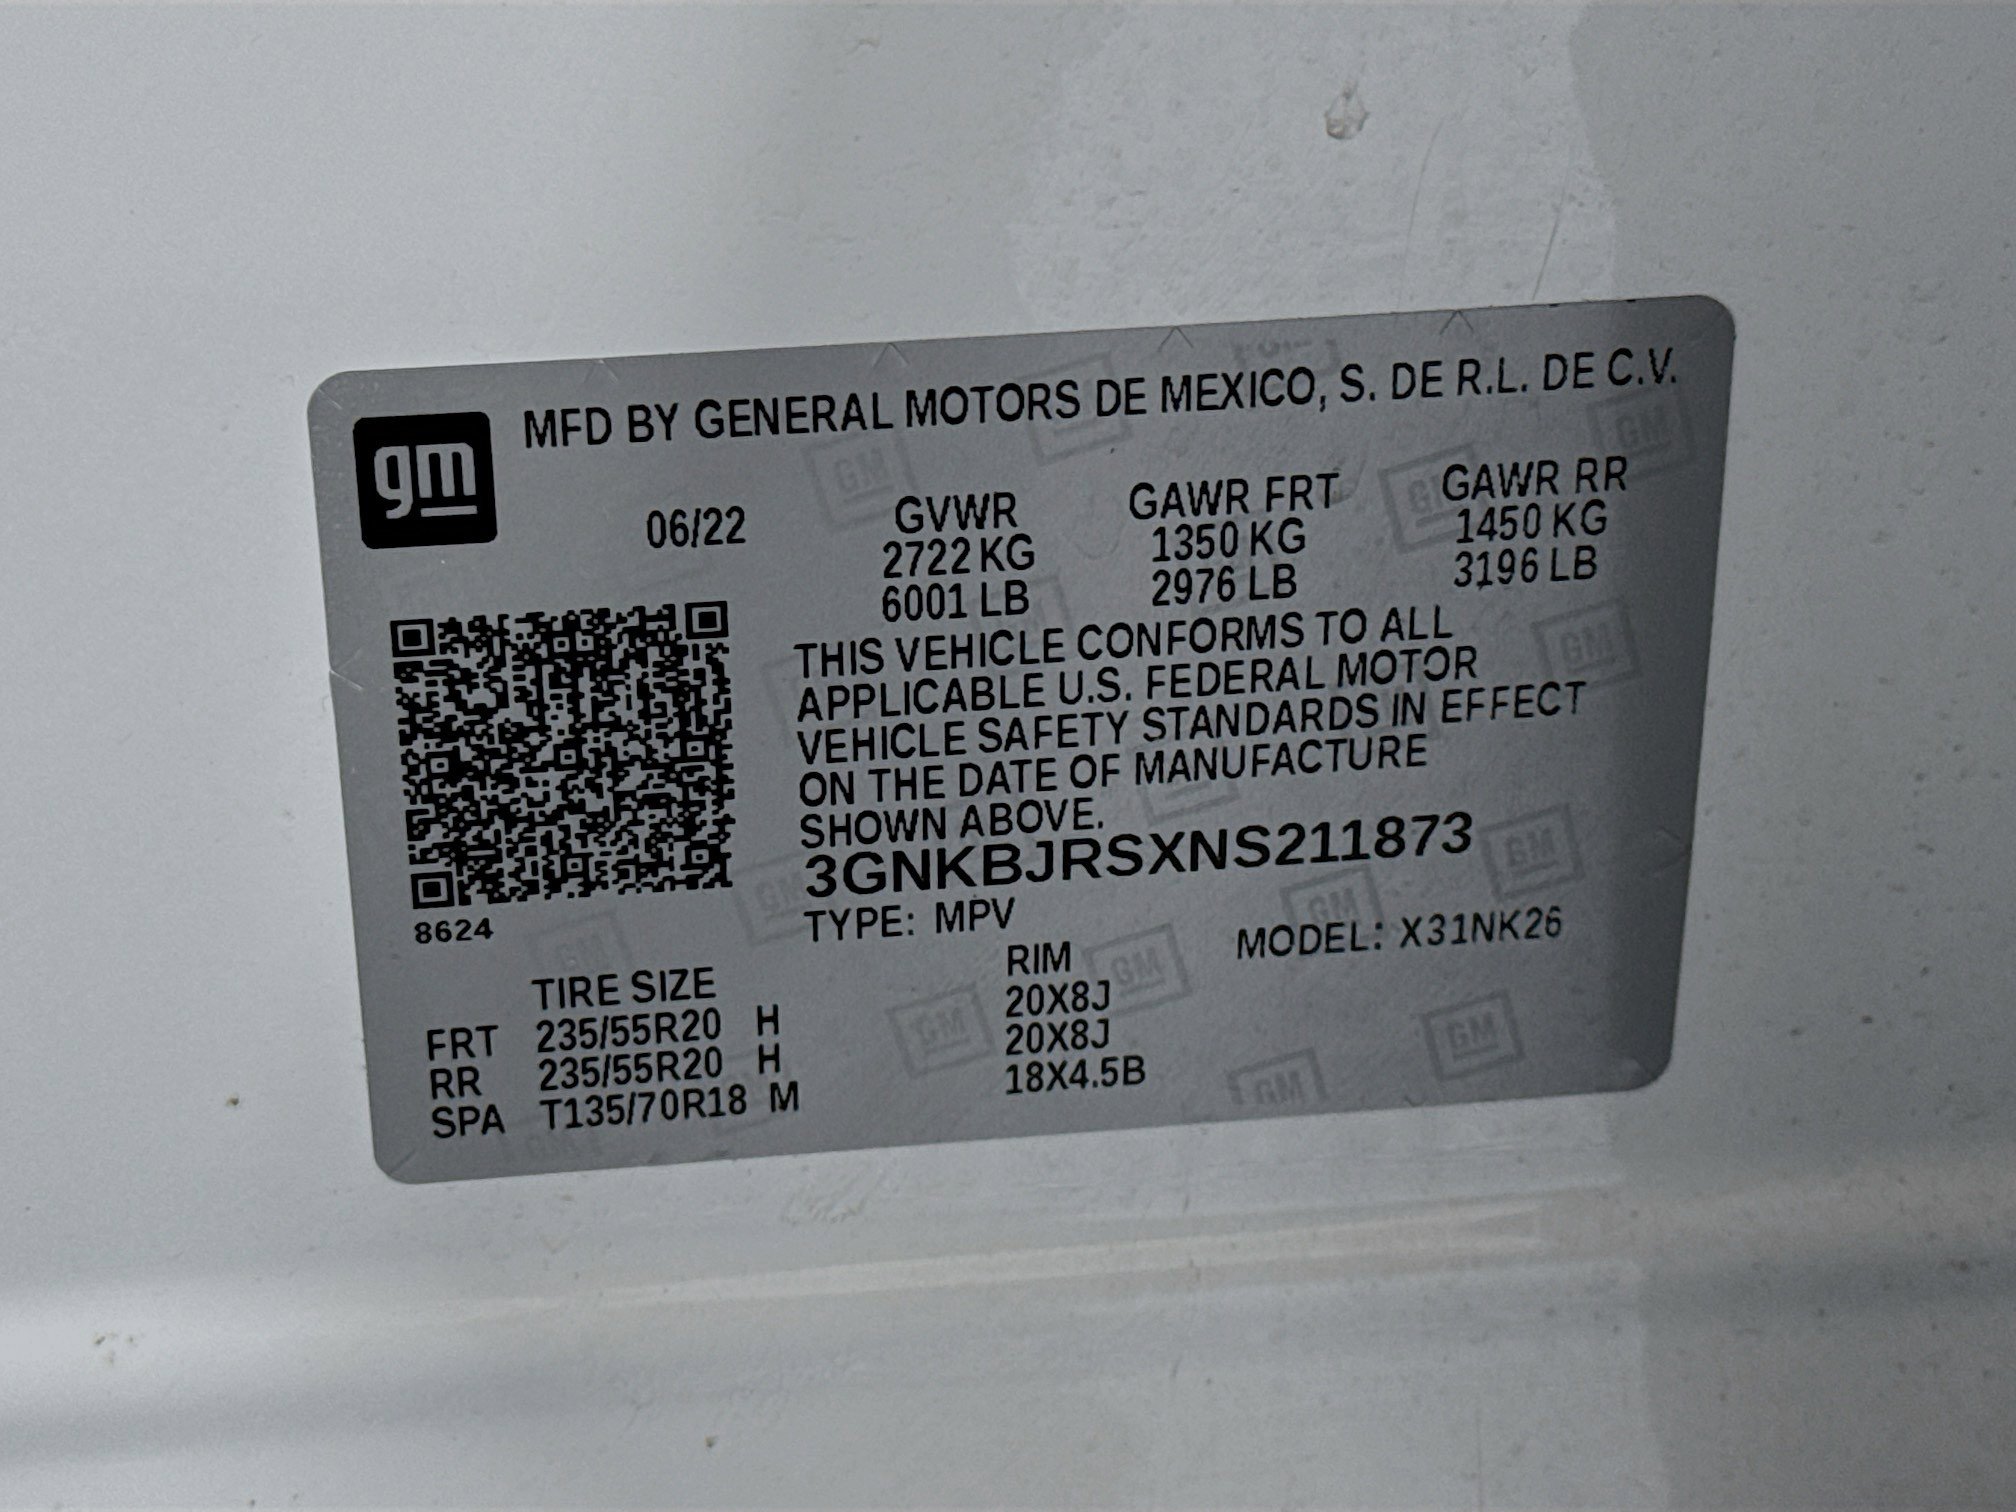 gm
MFD BY GENERAL MOTORS DE MEXICO, S. DE R.L. DE C.V.
06/22
GVWR GAWR FRT GAWR RR
2722 KG 1350 KG 1450 KG
6001 LB 2976 LB 3196 LB
THIS VEHICLE CONFORMS TO ALL
APPLICABLE U.S. FEDERAL MOTOR
VEHICLE SAFETY STANDARDS IN EFFECT
ON THE DATE OF MANUFACTURE
SHOWN ABOVE.
3GNKBJRSXNS211873
8624
TYPE: MPV MODEL: X31NK26
TIRE SIZE RIM
FRT 235/55R20 H 20X8J
RR 235/55R20 H 20X8J
SPA T135/70R18 M 18X4.5B